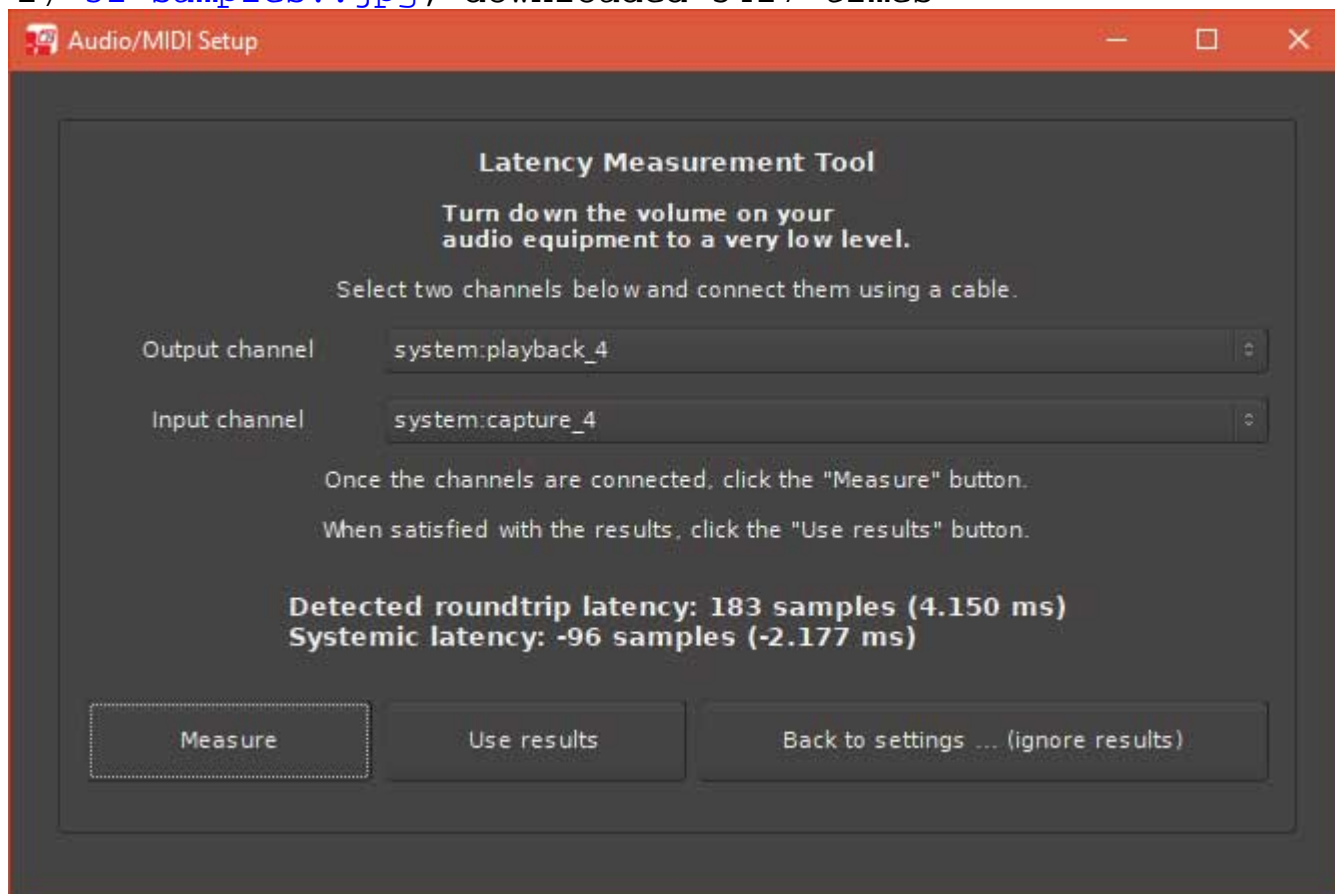 Audio/MIDI Setup
Latency Measurement Tool
Turn down the volume on your
audio equipment to a very low level.
Select two channels below and connect them using a cable.
Output channel system:playback_4
Input channel system:capture_4
Once the channels are connected, click the "Measure" button.
When satisfied with the results, click the "Use results" button.
Detected roundtrip latency: 183 samples (4.150 ms)
Systemic latency: -96 samples (-2.177 ms)
Measure Use results Back to settings ... (ignore results)